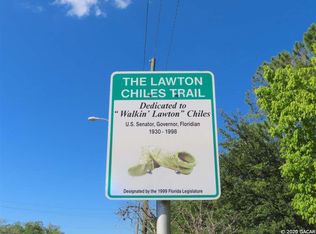 THE LAWTON
CHILES TRAIL
Dedicated to
"Walkin' Lawton" Chiles
U.S. Senator, Governor, Floridian
1930 - 1998
Designated by the 1999 Florida Legislature
© 2020 GACAR